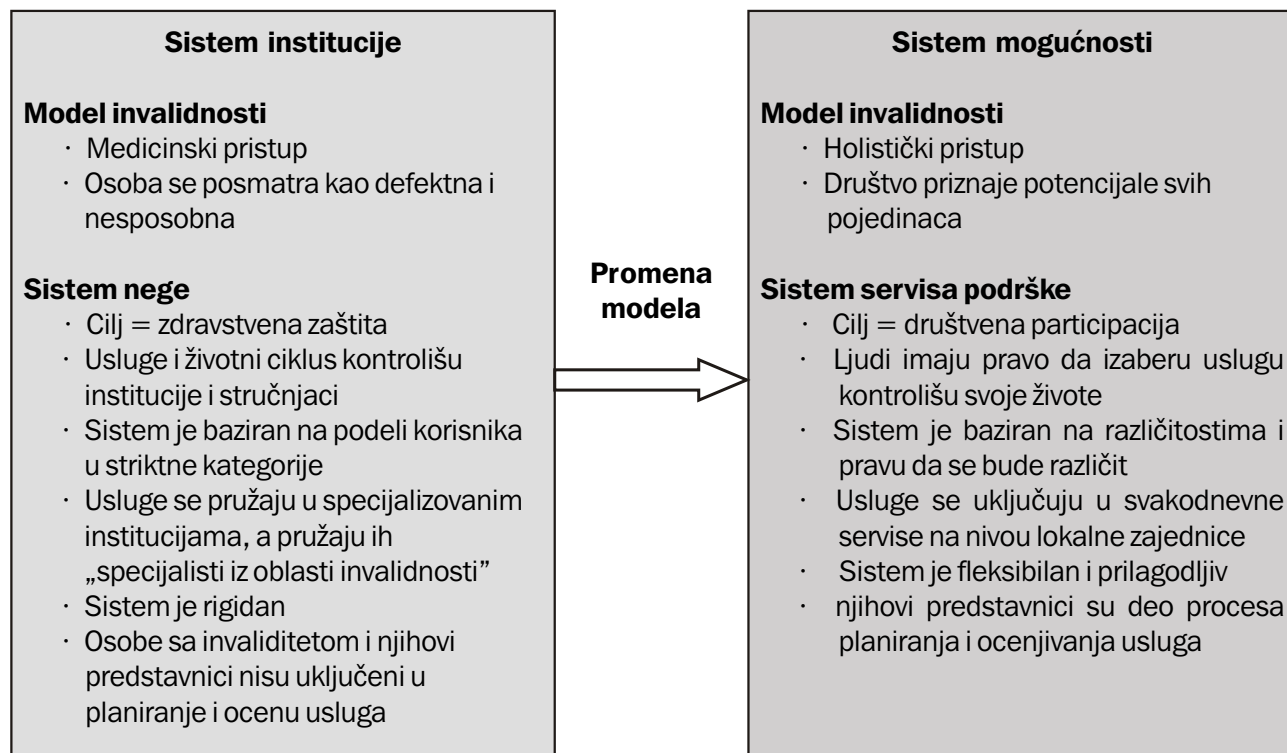 Sistem institucije
Model invalidnosti
· Medicinski pristup
· Osoba se posmatra kao defektna i
nesposobna
Sistem nege
· Cilj = zdravstvena zaštita
· Usluge i životni ciklus kontrolišu
institucije i stručnjaci
· Sistem je baziran na podeli korisnika
u striktne kategorije
· Usluge se pružaju u specijalizovanim
institucijama, a pružaju ih
„specijalisti iz oblasti invalidnosti”
· Sistem je rigidan
· Osobe sa invaliditetom i njihovi
predstavnici nisu uključeni u
planiranje i ocenu usluga
Promena
modela
Sistem mogućnosti
Model invalidnosti
· Holistički pristup
· Društvo priznaje potencijale svih
pojedinaca
Sistem servisa podrške
· Cilj = društvena participacija
· Ljudi imaju pravo da izaberu uslugu
kontrolišu svoje živote
· Sistem je baziran na različitostima i
pravu da se bude različit
· Usluge se uključuju u svakodnevne
servise na nivou lokalne zajednice
· Sistem je fleksibilan i prilagodljiv
· njihovi predstavnici su deo procesa
planiranja i ocenjivanja usluga